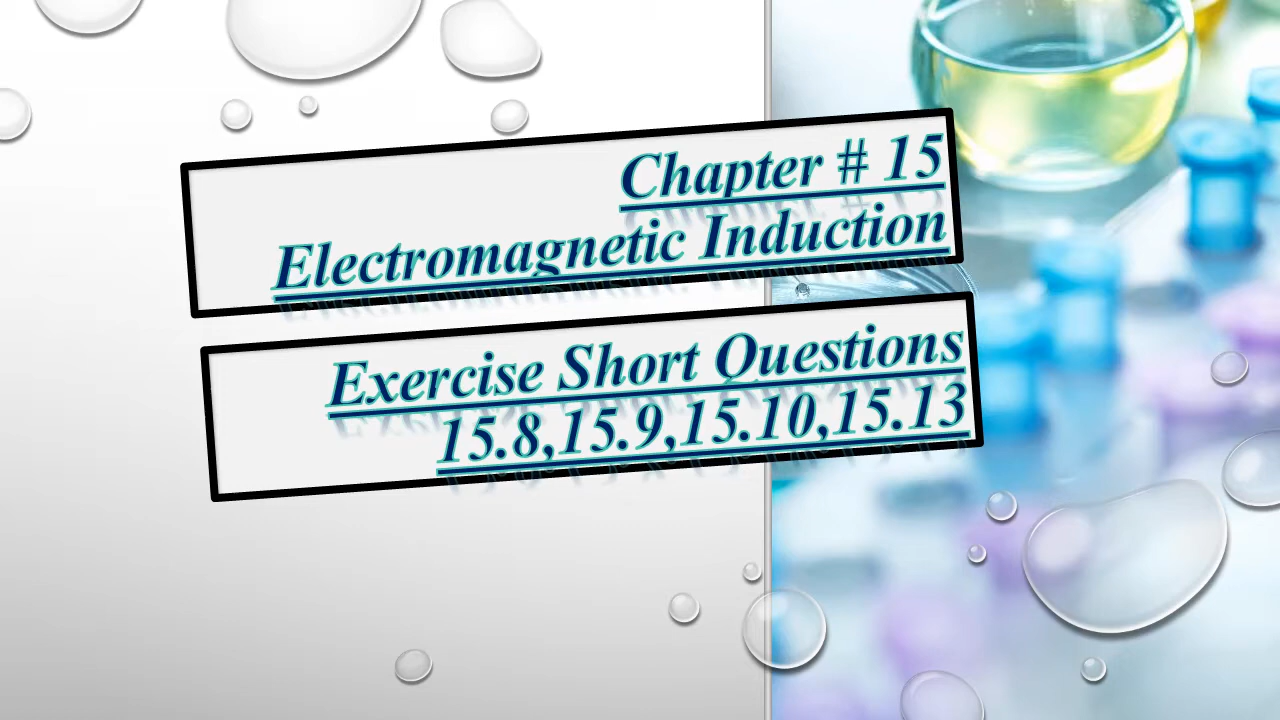 Chapter # 15
Electromagnetic Induction
Exercise Short Questions
15.8,15.9,15.10,15.13